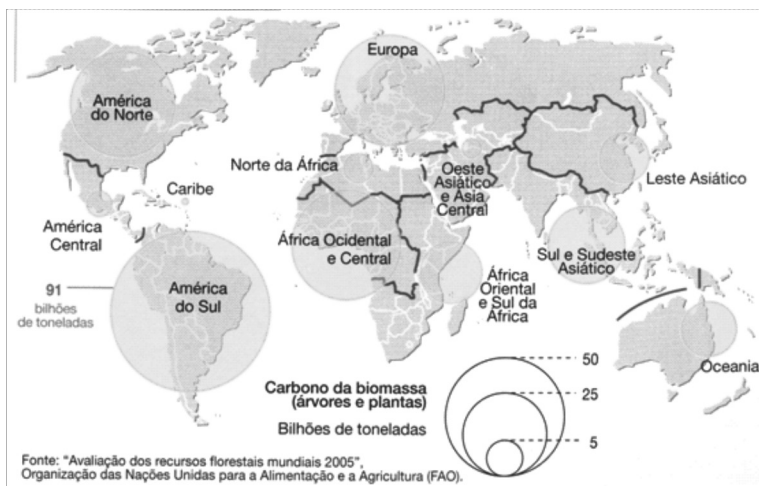 Europa
América
do Norte
Norte da África
Caribe
América
Central
Oeste
Asiático
e Ásia
Central
Leste Asiático
África Ocidental
e Central
Sul e Sudeste
Asiático
91
bilhões
de toneladas
América
do Sul
África
Oriental
e Sul da
África
Oceania
Carbono da biomassa
(árvores e plantas)
Bilhões de toneladas
50
25
5
Fonte: "Avaliação dos recursos florestais mundiais 2005",
Organização das Nações Unidas para a Alimentação e a Agricultura (FAO).